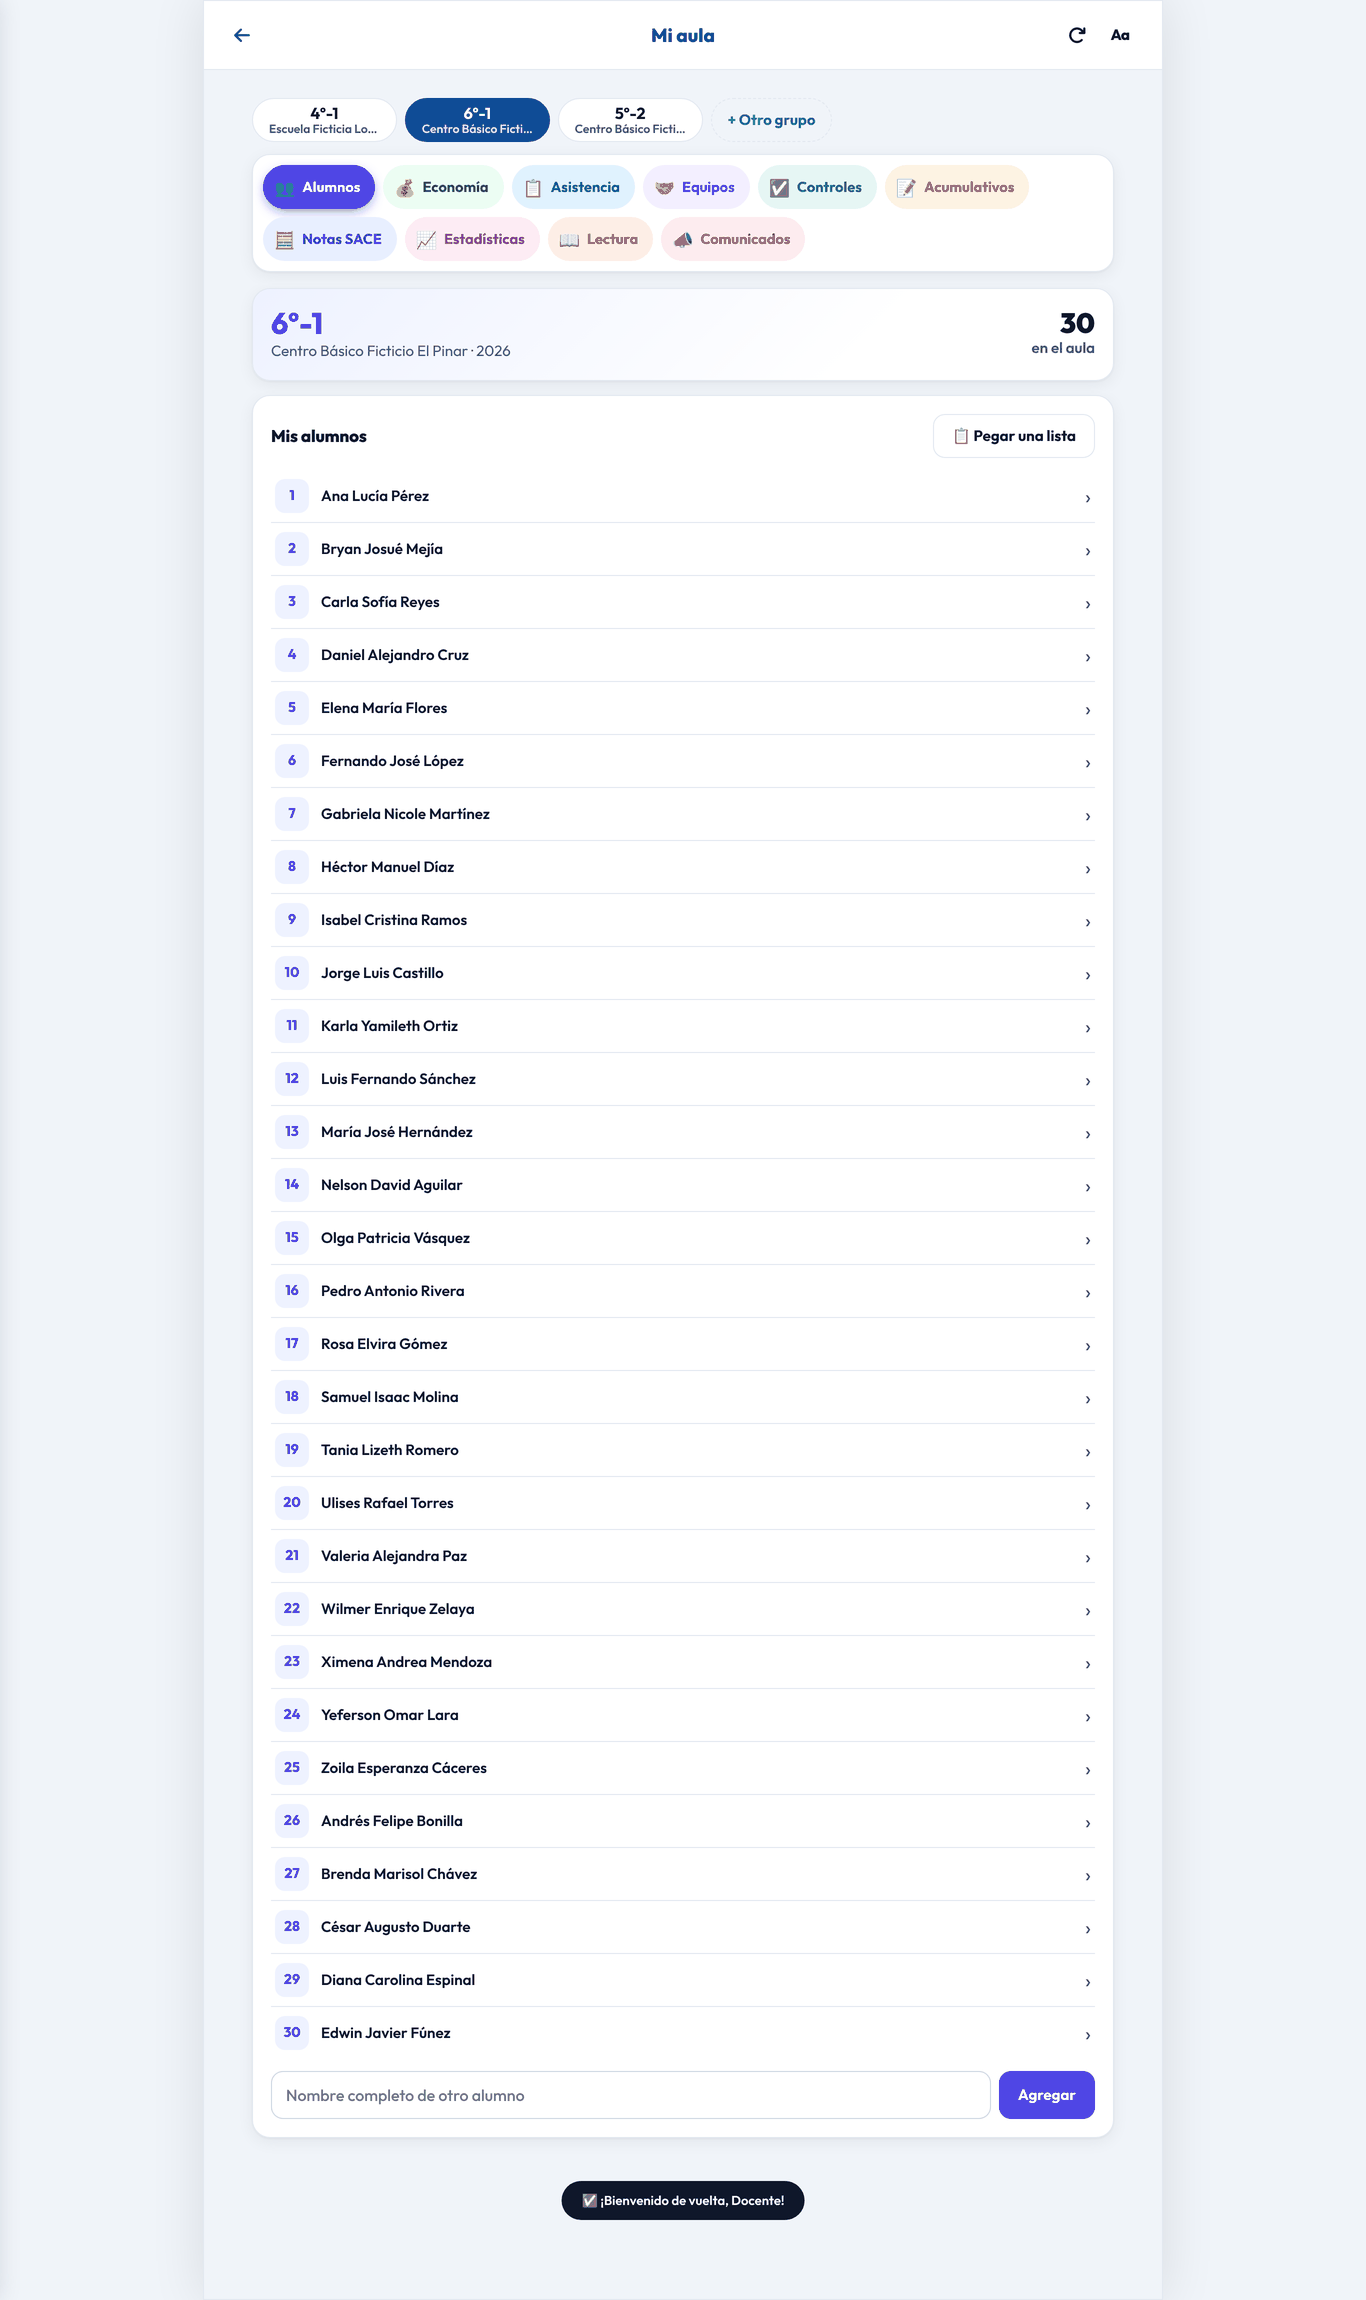 Mi aula
Aa
4°-1
Escuela Ficticia Lo...
6°-1
Centro Básico Ficti...
5°-2
Centro Básico Ficti...
+ Otro grupo
Alumnos
Economía
Asistencia
Equipos
Controles
Acumulativos
Notas SACE
Estadísticas
Lectura
Comunicados
6°-1
Centro Básico Ficticio El Pinar · 2026
30
en el aula
Mis alumnos
Pegar una lista
1 Ana Lucía Pérez
2 Bryan Josué Mejía
3 Carla Sofía Reyes
4 Daniel Alejandro Cruz
5 Elena María Flores
6 Fernando José López
7 Gabriela Nicole Martínez
8 Héctor Manuel Díaz
9 Isabel Cristina Ramos
10 Jorge Luis Castillo
11 Karla Yamileth Ortiz
12 Luis Fernando Sánchez
13 María José Hernández
14 Nelson David Aguilar
15 Olga Patricia Vásquez
16 Pedro Antonio Rivera
17 Rosa Elvira Gómez
18 Samuel Isaac Molina
19 Tania Lizeth Romero
20 Ulises Rafael Torres
21 Valeria Alejandra Paz
22 Wilmer Enrique Zelaya
23 Ximena Andrea Mendoza
24 Yeferson Omar Lara
25 Zoila Esperanza Cáceres
26 Andrés Felipe Bonilla
27 Brenda Marisol Chávez
28 César Augusto Duarte
29 Diana Carolina Espinal
30 Edwin Javier Fúnez
Nombre completo de otro alumno
Agregar
¡Bienvenido de vuelta, Docente!